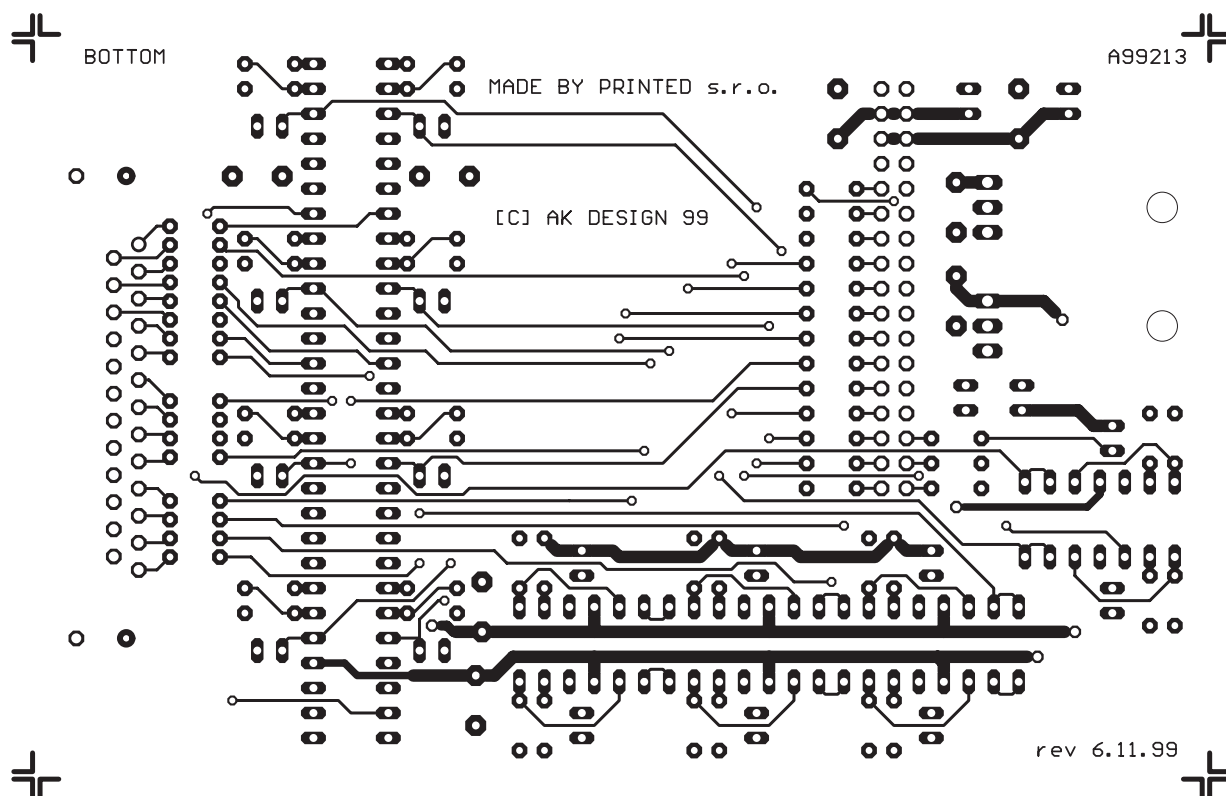 BOTTOM
A99213
MADE BY PRINTED s.r.o.
[C] AK DESIGN 99
rev 6.11.99